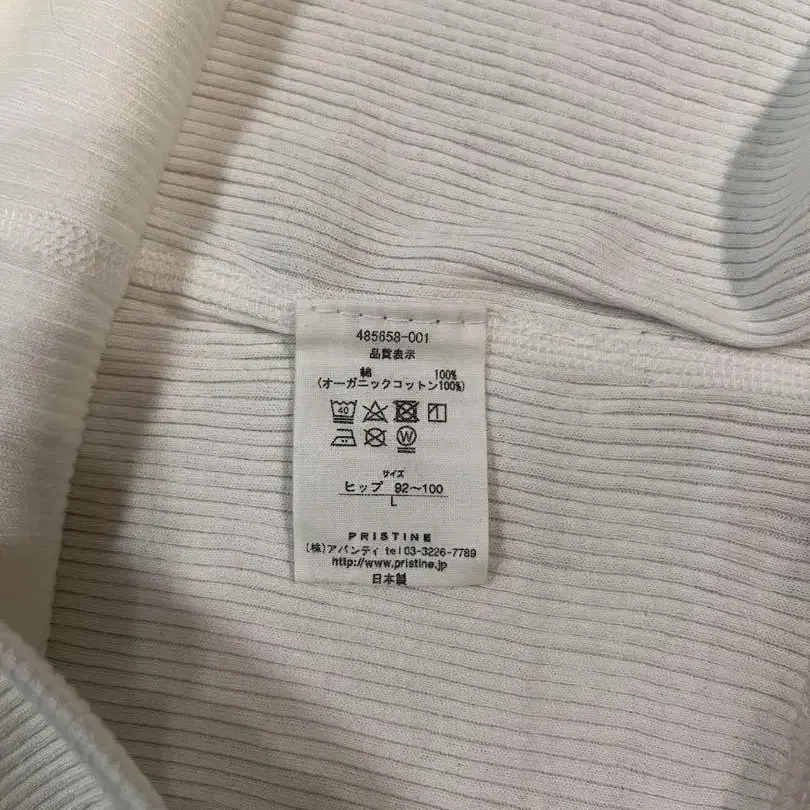 485658-001
品質表示
綿 100%
(オーガニックコットン100%)
40
W
サイズ
ヒップ 92～100
L
PRISTINE
(株)アバンティ tel03-3226-7789
http://www.pristine.jp
日本製